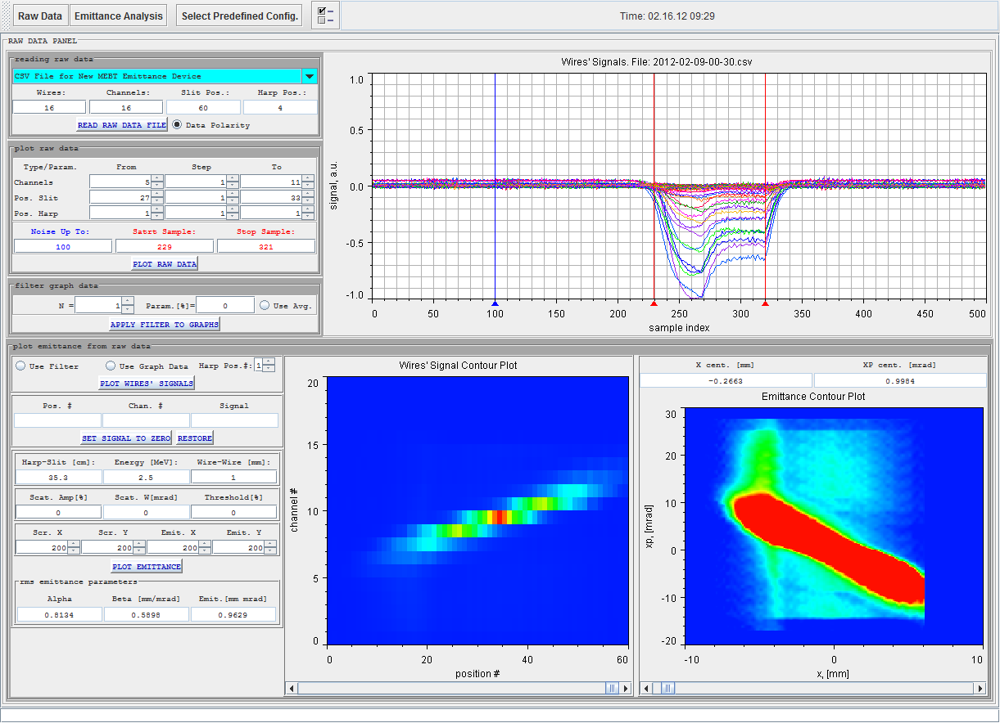 Raw Data Emittance Analysis Select Predefined Config. Time: 02.16.12 09:29
RAW DATA PANEL
reading raw data
CSV File for New MEBT Emittance Device
Wires: Channels: Slit Pos.: Harp Pos.:
16 16 60 4
READ RAW DATA FILE Data Polarity
plot raw data
Type/Param. From Step To
Channels 5 1 11
Pos. Slit 27 1 33
Pos. Harp 1 1 1
Noise Up To: Satrt Sample: Stop Sample:
100 229 321
PLOT RAW DATA
filter graph data
N = 1 Param.[%]= 0 Use Avg.
APPLY FILTER TO GRAPHS
Wires' Signals. File: 2012-02-09-00-30.csv
1.0
0.5
0.0
-0.5
-1.0
signal, a.u.
0 50 100 150 200 250 300 350 400 450 500
sample index
plot emittance from raw data
Use Filter Use Graph Data Harp Pos.#: 1
PLOT WIRES' SIGNALS
Pos. # Chan. # Signal
SET SIGNAL TO ZERO RESTORE
Harp-Slit [cm]: Energy [MeV]: Wire-Wire [mm]:
35.3 2.5 1
Scat. Amp[%] Scat. W[mrad] Threshold[%]
0 0 0
Scr. X Scr. Y Emit. X Emit. Y
200 200 200 200
PLOT EMITTANCE
rms emittance parameters
Alpha Beta [mm/mrad] Emit.[mm mrad]
0.8134 0.5898 0.9629
Wires' Signal Contour Plot
20
15
10
5
0
channel #
0 20 40 60
position #
X cent. [mm] XP cent. [mrad]
-0.2663 0.9984
Emittance Contour Plot
30
20
10
0
-10
-20
xp, [mrad]
-10 0 10
x, [mm]